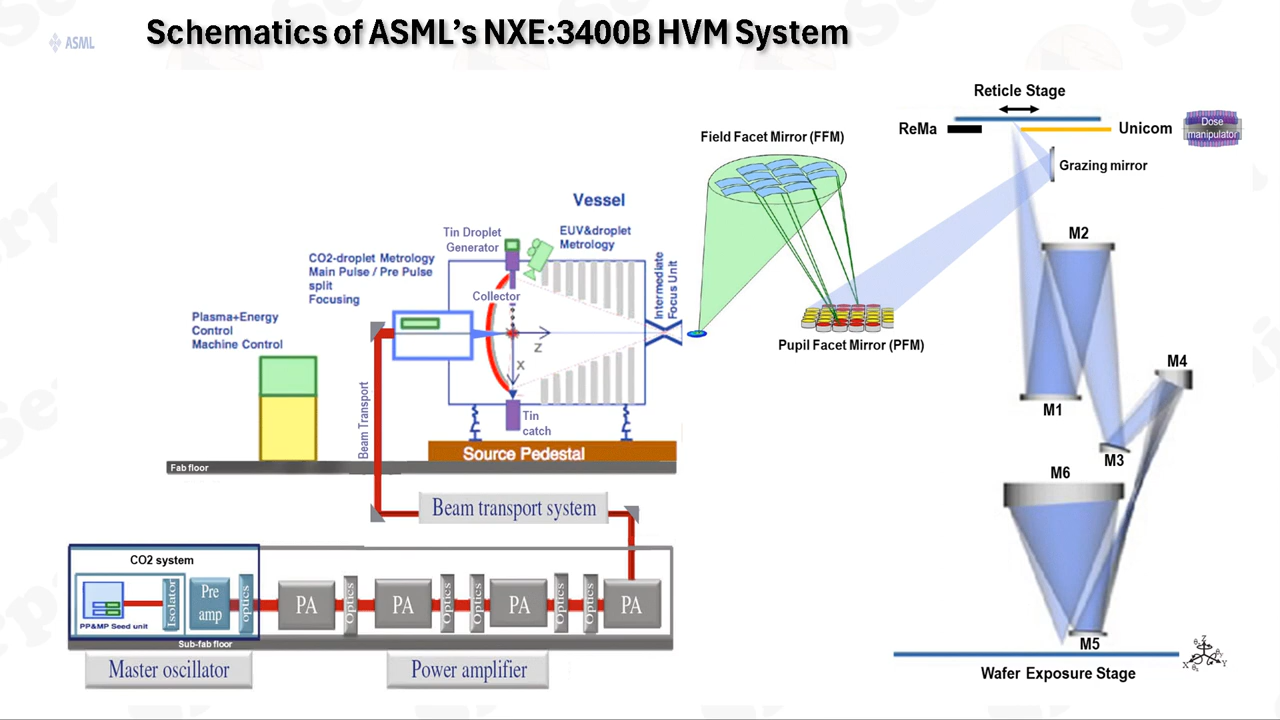 Schematics of ASML’s NXE:3400B HVM System
ASML
Reticle Stage
ReMa
Unicom
Dose
manipulator
Grazing mirror
Field Facet Mirror (FFM)
Pupil Facet Mirror (PFM)
Vessel
Tin Droplet
Generator
EUV&droplet
Metrology
CO2-droplet Metrology
Main Pulse / Pre Pulse
split
Focusing
Collector
Intermediate
Focus Unit
Z
X
Plasma+Energy
Control
Machine Control
Beam Transport
Tin
catch
Source Pedestal
Fab floor
Beam transport system
CO2 system
PP&MP Seed unit
Isolator
Pre
amp
optics
PA
Optics
PA
Optics
Optics
PA
Optics
Optics
PA
Sub-fab floor
Master oscillator
Power amplifier
M2
M1
M4
M3
M6
M5
Wafer Exposure Stage
X
Y
Z